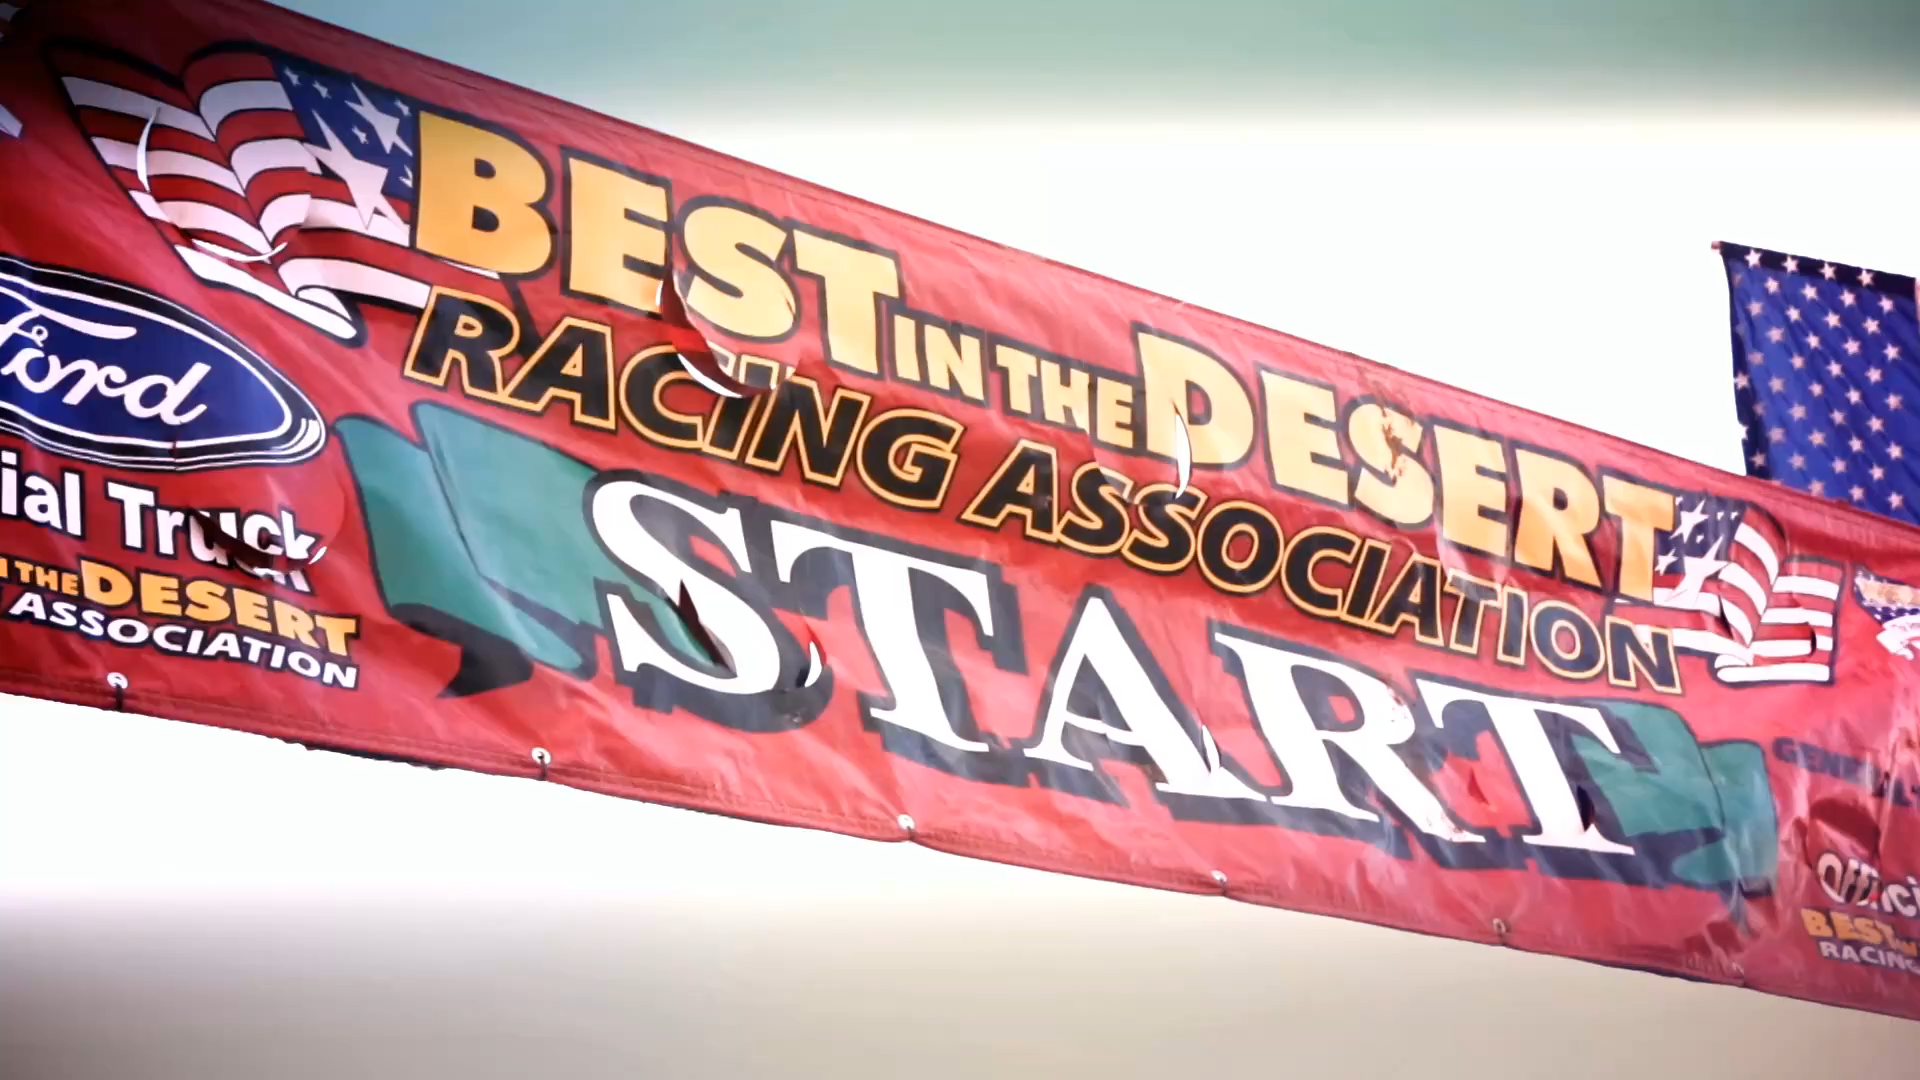 BEST IN THE DESERT
RACING ASSOCIATION
START
Ford
ial Truck
THE DESERT
ASSOCIATION
BEST
RACING